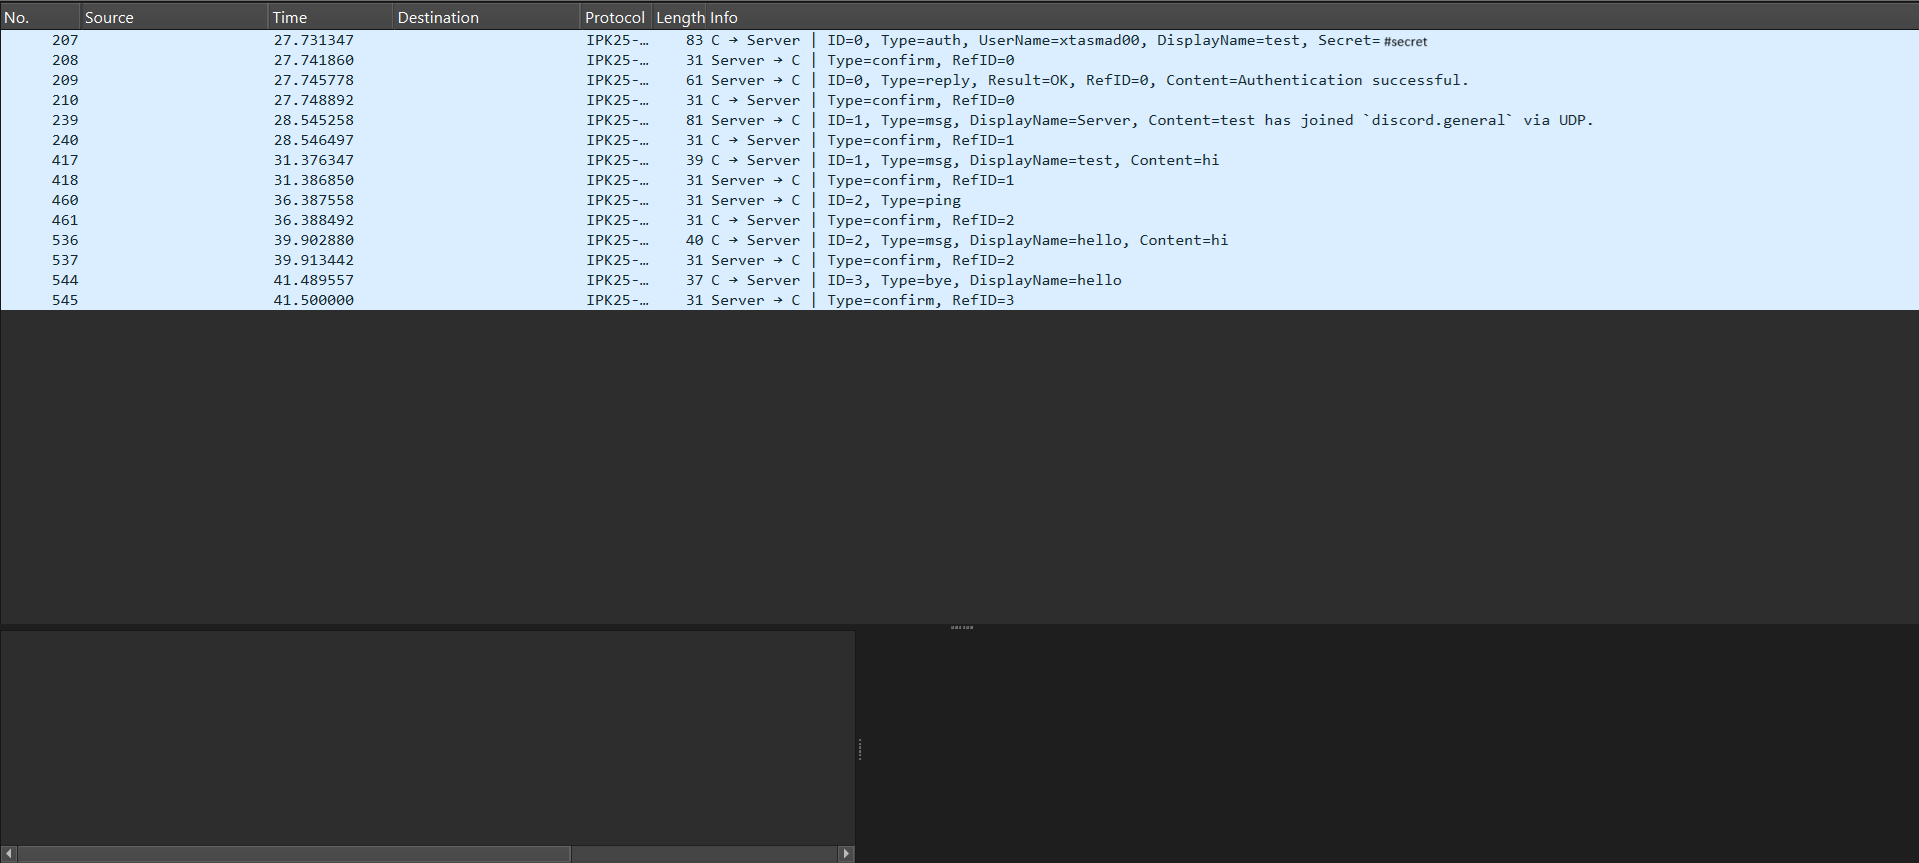 No. Source Time Destination Protocol Length Info
207 27.731347 IPK25-… 83 C → Server | ID=0, Type=auth, UserName=xtasmad00, DisplayName=test, Secret= #secret
208 27.741860 IPK25-… 31 Server → C | Type=confirm, RefID=0
209 27.745778 IPK25-… 61 Server → C | ID=0, Type=reply, Result=OK, RefID=0, Content=Authentication successful.
210 27.748892 IPK25-… 31 C → Server | Type=confirm, RefID=0
239 28.545258 IPK25-… 81 Server → C | ID=1, Type=msg, DisplayName=Server, Content=test has joined `discord.general` via UDP.
240 28.546497 IPK25-… 31 C → Server | Type=confirm, RefID=1
417 31.376347 IPK25-… 39 C → Server | ID=1, Type=msg, DisplayName=test, Content=hi
418 31.386850 IPK25-… 31 Server → C | Type=confirm, RefID=1
460 36.387558 IPK25-… 31 Server → C | ID=2, Type=ping
461 36.388492 IPK25-… 31 C → Server | Type=confirm, RefID=2
536 39.902880 IPK25-… 40 C → Server | ID=2, Type=msg, DisplayName=hello, Content=hi
537 39.913442 IPK25-… 31 Server → C | Type=confirm, RefID=2
544 41.489557 IPK25-… 37 C → Server | ID=3, Type=bye, DisplayName=hello
545 41.500000 IPK25-… 31 Server → C | Type=confirm, RefID=3